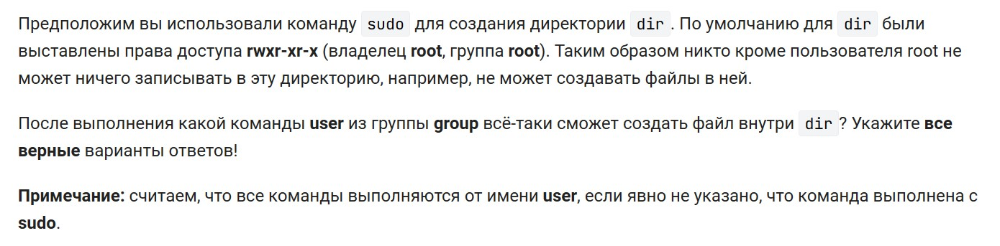 Предположим вы использовали команду sudo для создания директории dir. По умолчанию для dir были
выставлены права доступа rwxr-xr-x (владелец root, группа root). Таким образом никто кроме пользователя root не
может ничего записывать в эту директорию, например, не может создавать файлы в ней.
После выполнения какой команды user из группы group всё-таки сможет создать файл внутри dir? Укажите все
верные варианты ответов!
Примечание: считаем, что все команды выполняются от имени user, если явно не указано, что команда выполнена с
sudo.